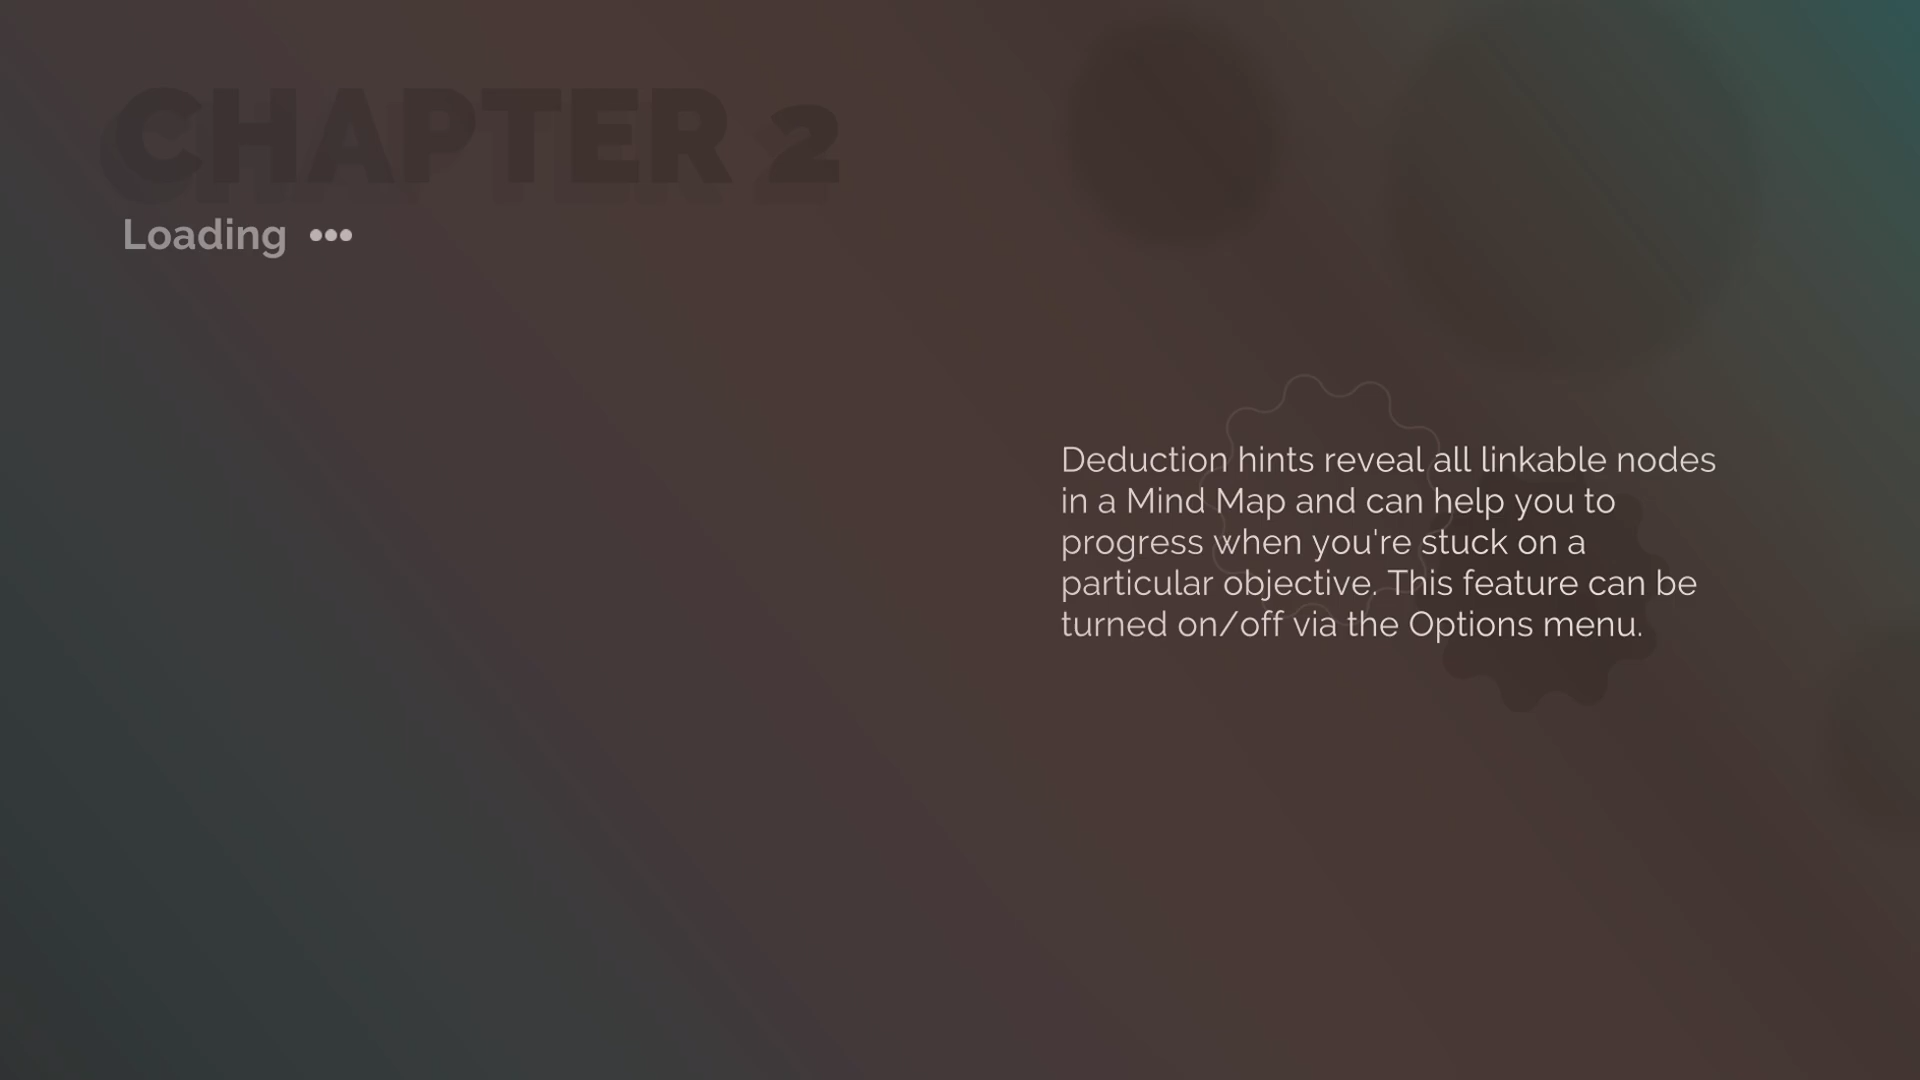 CHAPTER 2
Loading •••
Deduction hints reveal all linkable nodes
in a Mind Map and can help you to
progress when you're stuck on a
particular objective. This feature can be
turned on/off via the Options menu.